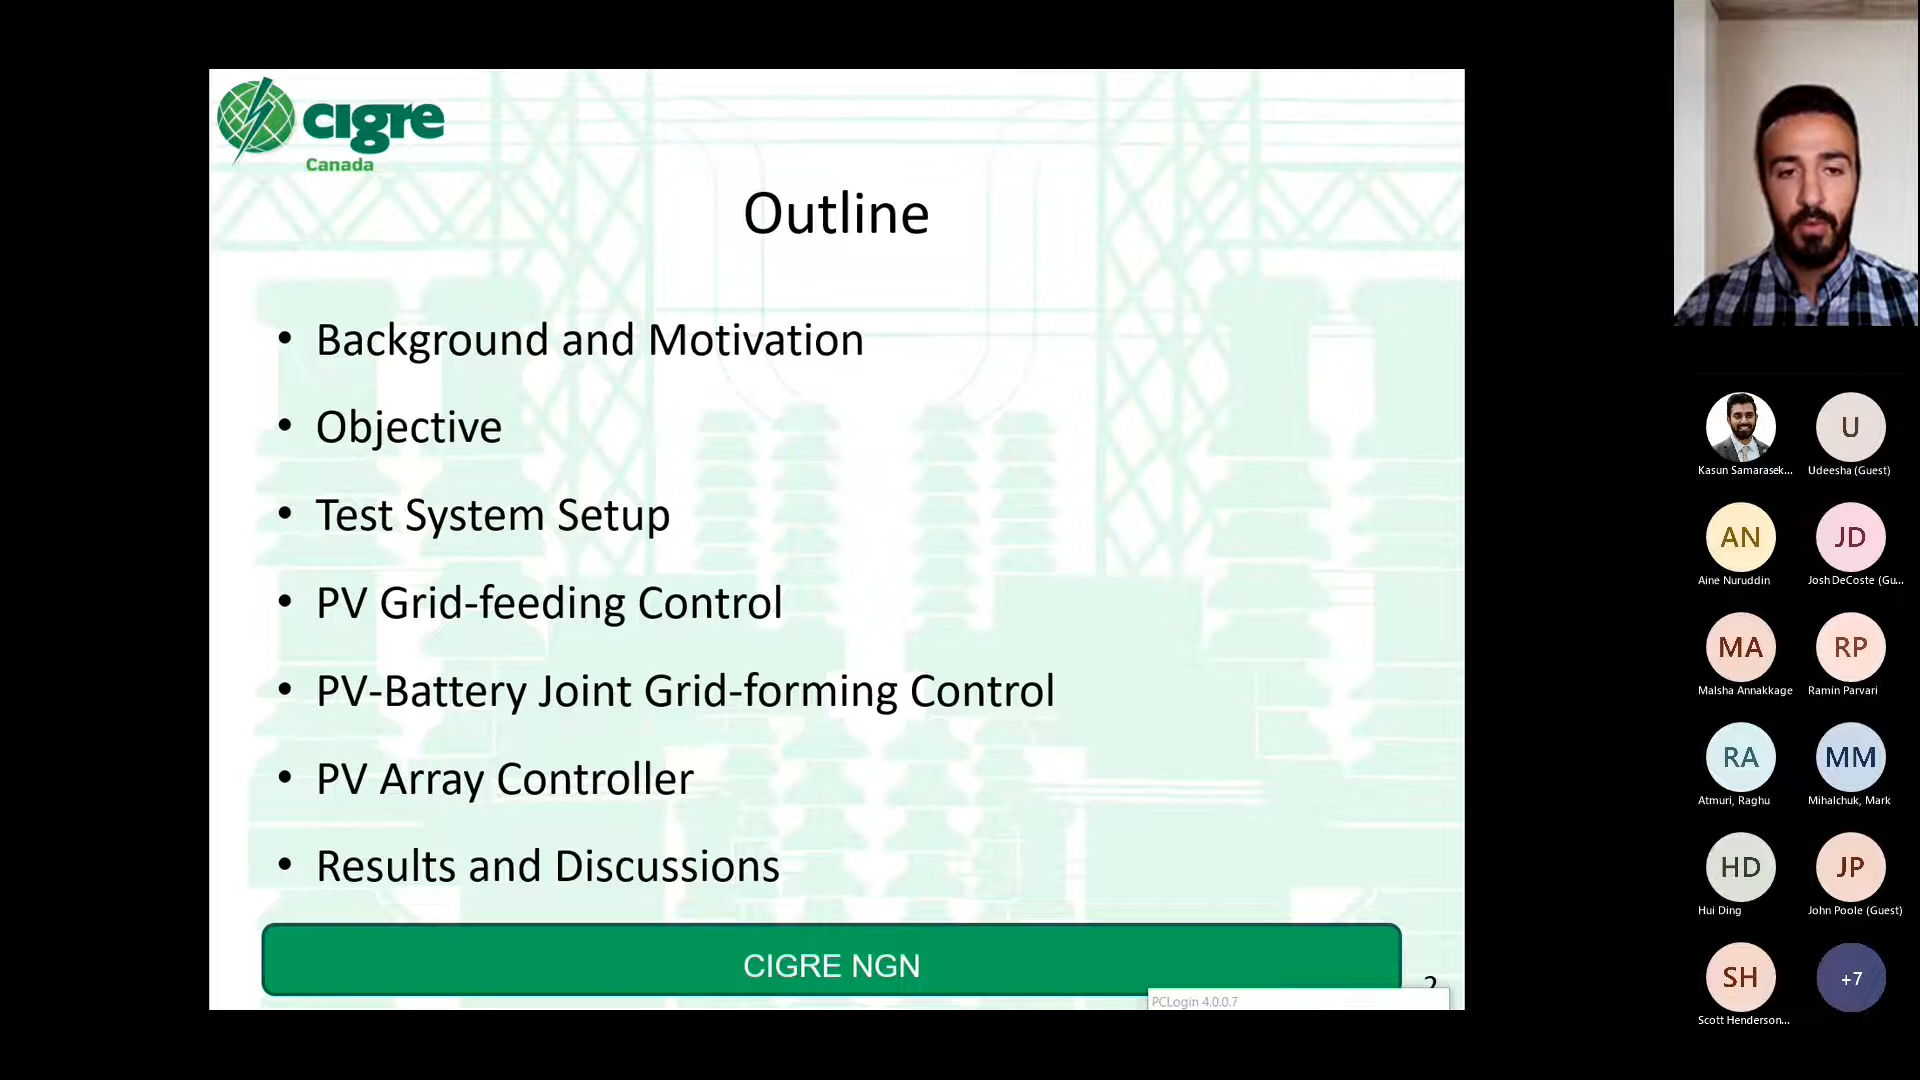 cigre
Canada
Outline
• Background and Motivation
• Objective
• Test System Setup
• PV Grid-feeding Control
• PV-Battery Joint Grid-forming Control
• PV Array Controller
• Results and Discussions
CIGRE NGN
2
PCLogin 4.0.0.7
Kasun Samarasek...
U
Udeesha (Guest)
AN
Aine Nuruddin
JD
Josh DeCoste (Gu...
MA
Malsha Annakkage
RP
Ramin Parvari
RA
Atmuri, Raghu
MM
Mihalchuk, Mark
HD
Hui Ding
JP
John Poole (Guest)
SH
Scott Henderson...
+7